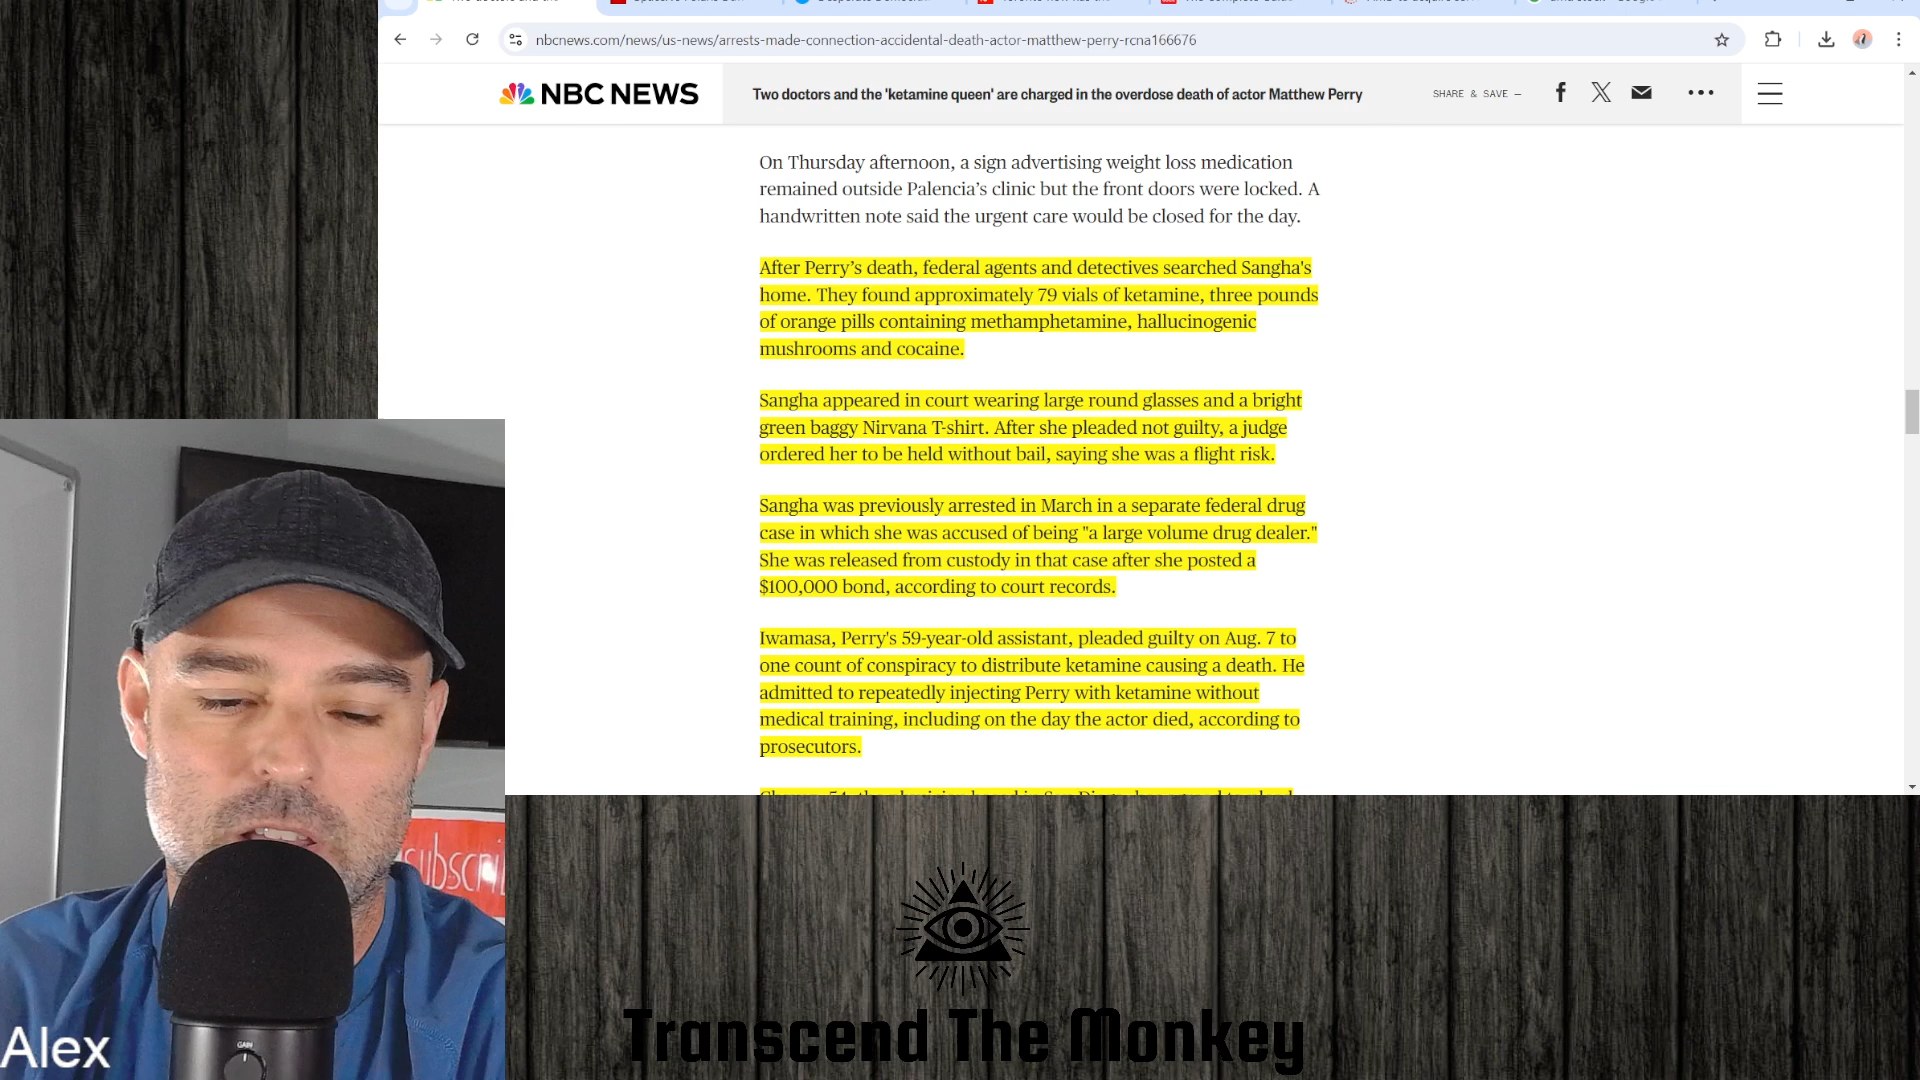 nbcnews.com/news/us-news/arrests-made-connection-accidental-death-actor-matthew-perry-rcna166676
NBC NEWS
Two doctors and the 'ketamine queen' are charged in the overdose death of actor Matthew Perry
SHARE & SAVE —
On Thursday afternoon, a sign advertising weight loss medication
remained outside Palencia’s clinic but the front doors were locked. A
handwritten note said the urgent care would be closed for the day.
After Perry’s death, federal agents and detectives searched Sangha's
home. They found approximately 79 vials of ketamine, three pounds
of orange pills containing methamphetamine, hallucinogenic
mushrooms and cocaine.
Sangha appeared in court wearing large round glasses and a bright
green baggy Nirvana T-shirt. After she pleaded not guilty, a judge
ordered her to be held without bail, saying she was a flight risk.
Sangha was previously arrested in March in a separate federal drug
case in which she was accused of being "a large volume drug dealer."
She was released from custody in that case after she posted a
$100,000 bond, according to court records.
Iwamasa, Perry's 59-year-old assistant, pleaded guilty on Aug. 7 to
one count of conspiracy to distribute ketamine causing a death. He
admitted to repeatedly injecting Perry with ketamine without
medical training, including on the day the actor died, according to
prosecutors.
subscri
GAIN
Alex
Transcend The Monkey